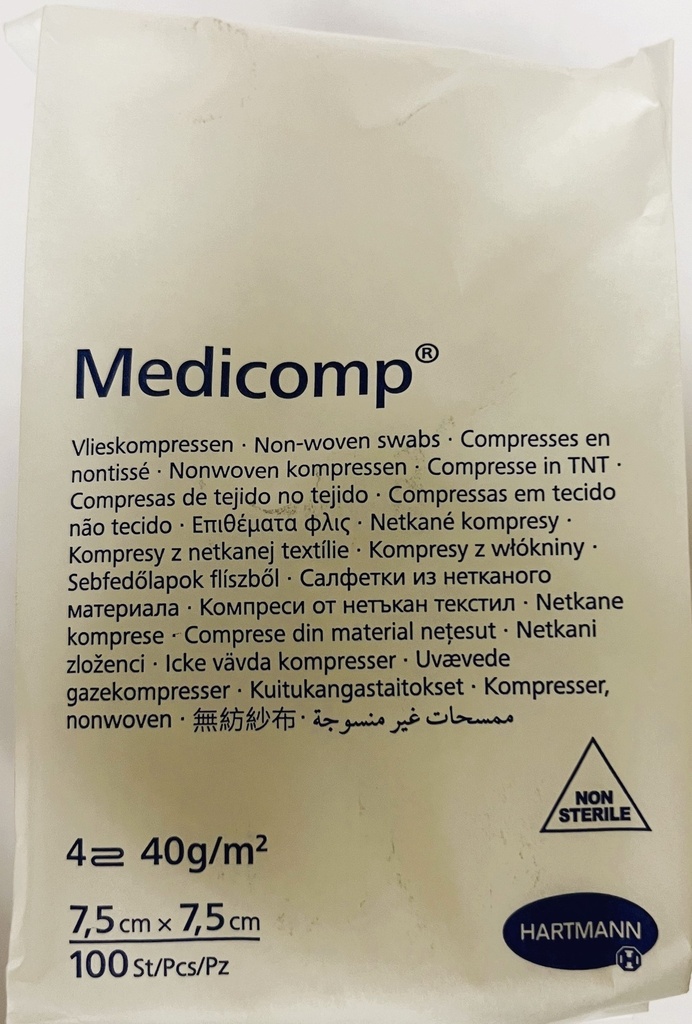 Medicomp®
Vlieskompressen · Non-woven swabs · Compresses en
nontissé · Nonwoven kompressen · Compresse in TNT ·
Compresas de tejido no tejido · Compressas em tecido
não tecido · Επιθέματα φλις · Netkané kompresy ·
Kompresy z netkanej textílie · Kompresy z włókniny ·
Sebfedőlapok flíszből · Салфетки из нетканого
материала · Компреси от нетъкан текстил · Netkane
komprese · Comprese din material nețesut · Netkani
zloženci · Icke vävda kompresser · Uvævede
gazekompresser · Kuitukangastaitokset · Kompresser,
nonwoven · 無紡紗布 · ممسحات غير منسوجة
NON
STERILE
4 40g/m²
7,5 cm x 7,5 cm
100 St/Pcs/Pz
HARTMANN